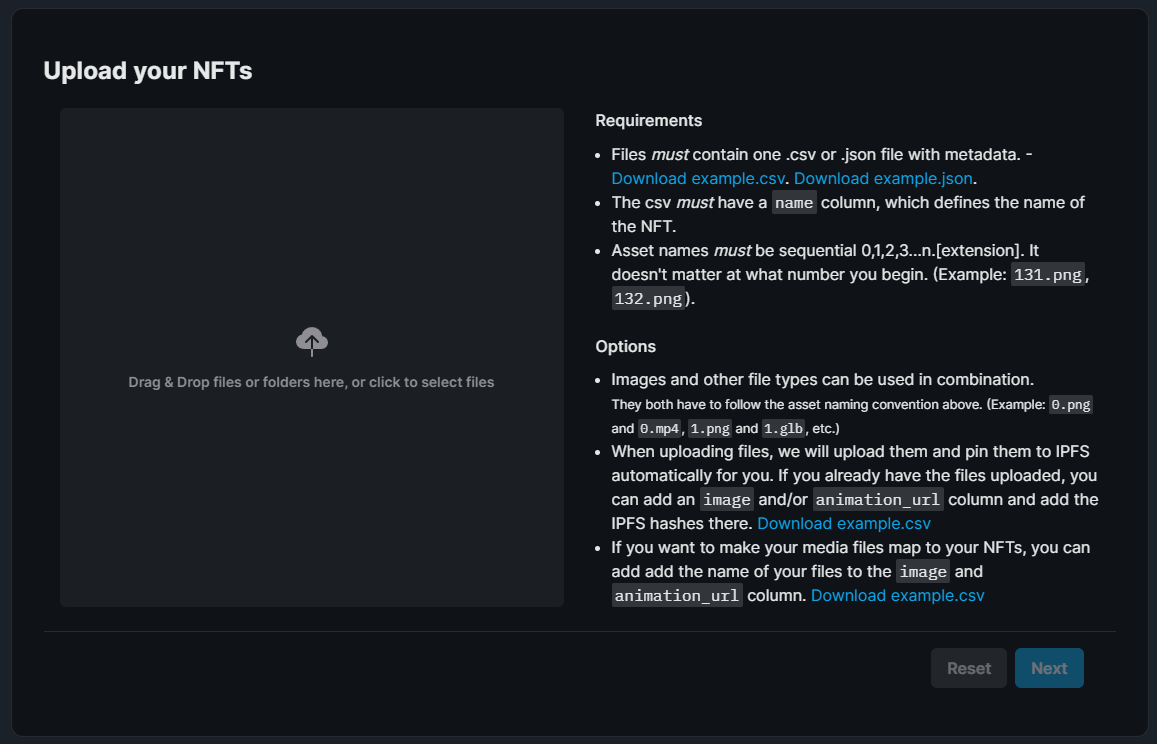 Upload your NFTs
Drag & Drop files or folders here, or click to select files
Requirements
Files must contain one .csv or .json file with metadata. -
Download example.csv. Download example.json.
The csv must have a name column, which defines the name of
the NFT.
Asset names must be sequential 0,1,2,3...n.[extension]. It
doesn't matter at what number you begin. (Example: 131.png,
132.png).
Options
Images and other file types can be used in combination.
They both have to follow the asset naming convention above. (Example: 0.png
and 0.mp4, 1.png and 1.glb, etc.)
When uploading files, we will upload them and pin them to IPFS
automatically for you. If you already have the files uploaded, you
can add an image and/or animation_url column and add the
IPFS hashes there. Download example.csv
If you want to make your media files map to your NFTs, you can
add add the name of your files to the image and
animation_url column. Download example.csv
Reset
Next